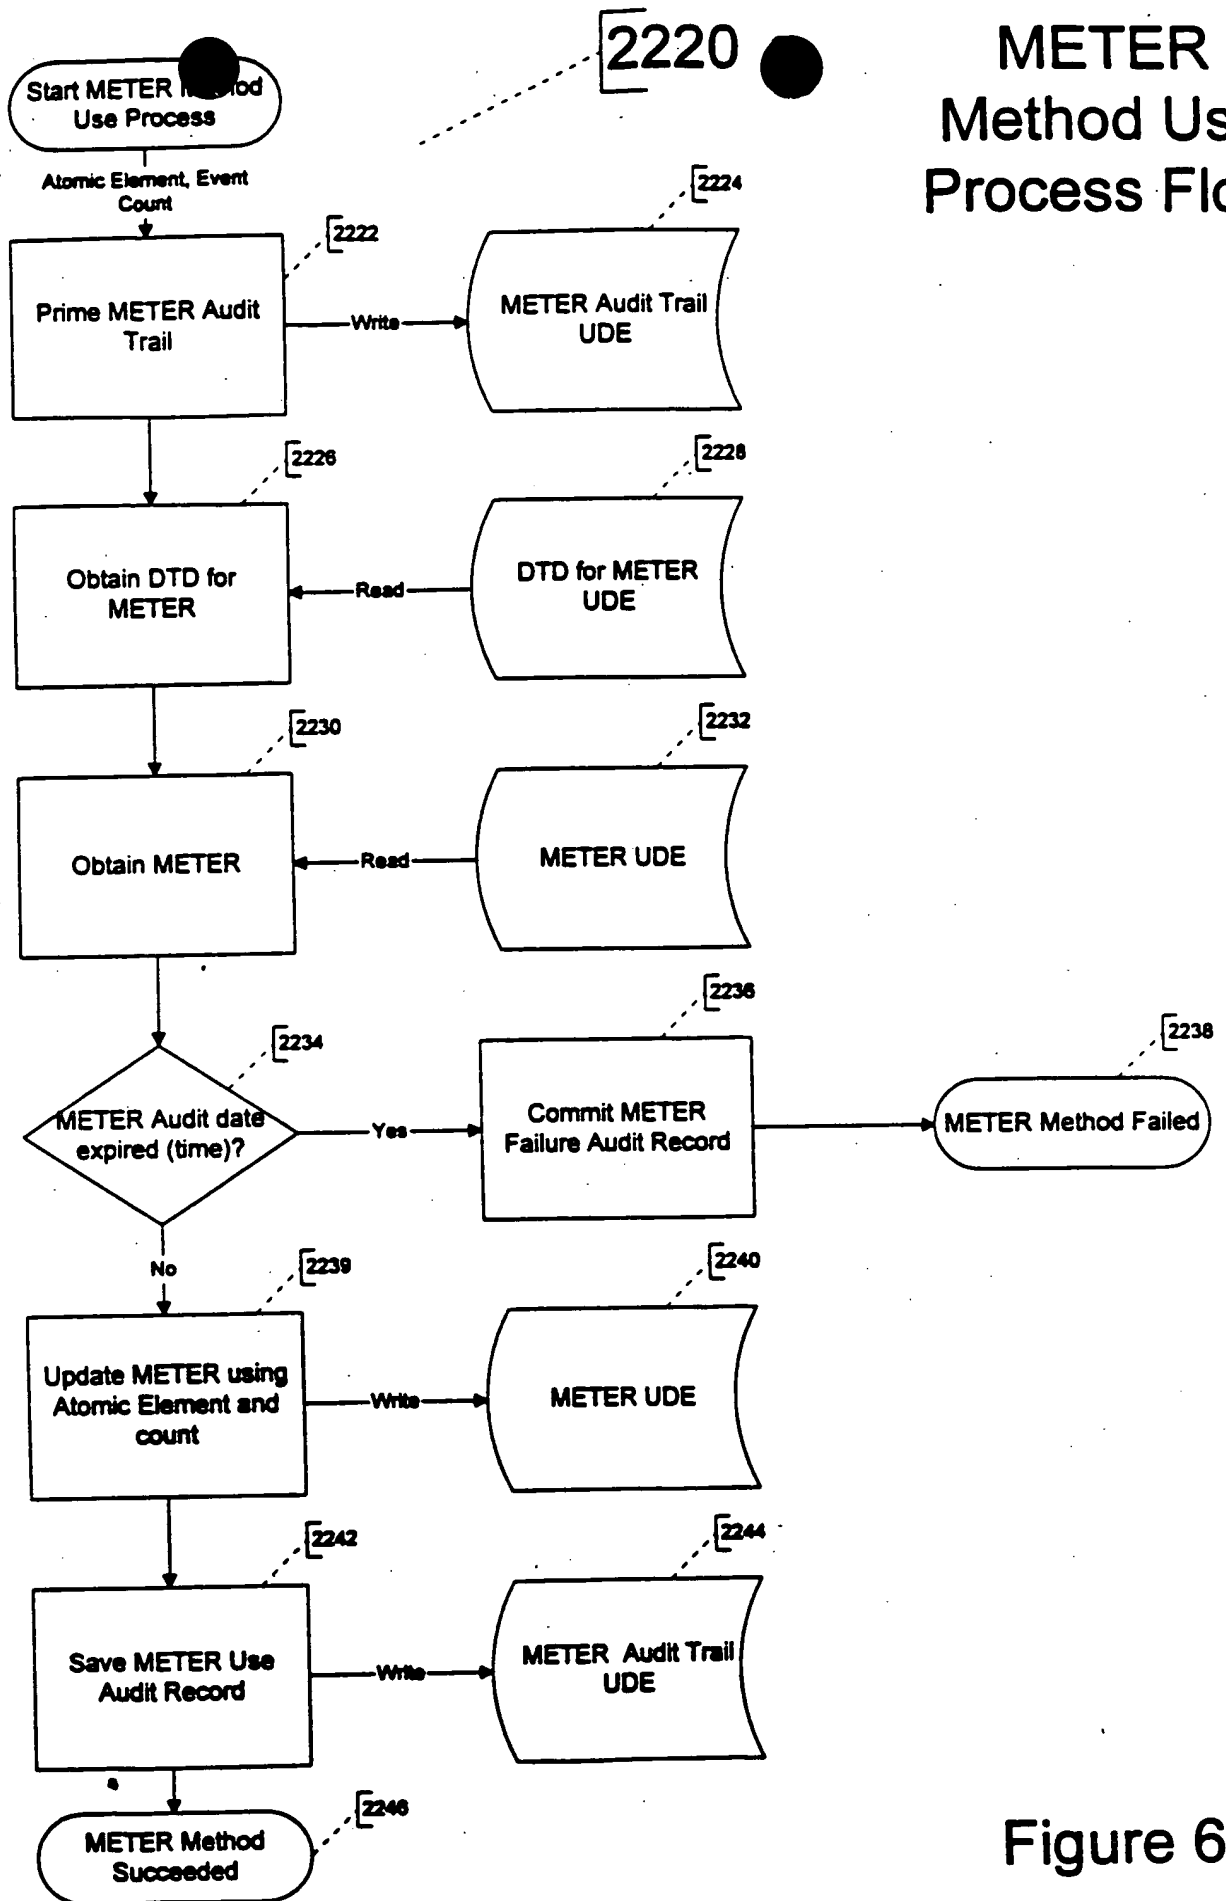 2220
METER
Method Us
Process Flo
Start METER Method
Use Process
Atomic Element, Event
Count
2222
2224
Prime METER Audit
Trail
Write
METER Audit Trail
UDE
2226
2228
Obtain DTD for
METER
Read
DTD for METER
UDE
2230
2232
Obtain METER
Read
METER UDE
2234
2236
2238
METER Audit date
expired (time)?
Yes
Commit METER
Failure Audit Record
METER Method Failed
No
2239
2240
Update METER using
Atomic Element and
count
Write
METER UDE
2242
2244
Save METER Use
Audit Record
Write
METER Audit Trail
UDE
2246
METER Method
Succeeded
Figure 6